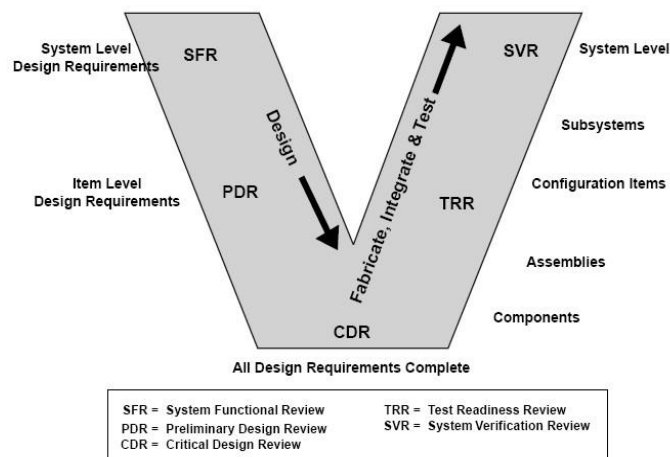 System Level
Design Requirements
SFR
SVR
System Level
Design
Fabricate, Integrate & Test
Subsystems
Item Level
Design Requirements
PDR
TRR
Configuration Items
Assemblies
Components
CDR
All Design Requirements Complete
SFR = System Functional Review
PDR = Preliminary Design Review
CDR = Critical Design Review
TRR = Test Readiness Review
SVR = System Verification Review